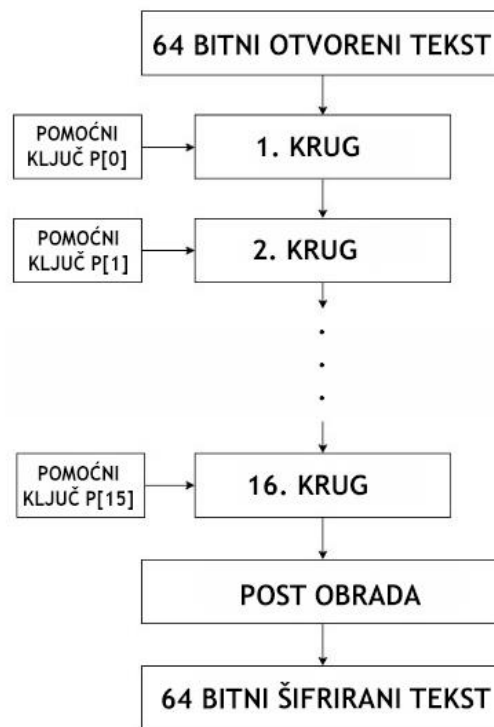 64 BITNI OTVORENI TEKST
POMOĆNI
KLJUČ P[0]
1. KRUG
POMOĆNI
KLJUČ P[1]
2. KRUG
POMOĆNI
KLJUČ P[15]
16. KRUG
POST OBRADA
64 BITNI ŠIFRIRANI TEKST